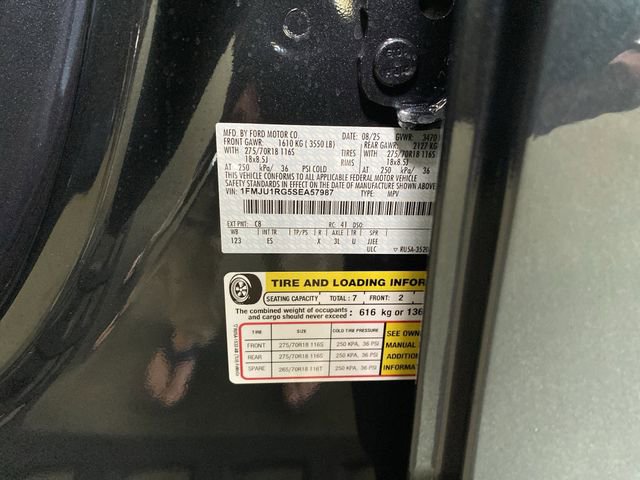 MFD. BY FORD MOTOR CO.
DATE: 08/25 GVWR: 3470
FRONT GAWR: 1610 KG ( 3550 LB) REAR GAWR: 2127 KG
WITH 275/70R18 116S TIRES WITH 275/70R18 116S
18x8.5J RIMS 18x8.5J
AT 250 kPa/ 36 PSI COLD AT 250 kPa/ 36
THIS VEHICLE CONFORMS TO ALL APPLICABLE FEDERAL MOTOR VEHICLE
SAFETY STANDARDS IN EFFECT ON THE DATE OF MANUFACTURE SHOWN ABOVE.
VIN: 1FMJU1RG5SEA57987 TYPE: MPV
EXT PNT: C8 RC: 41 DSO:
WB INT TR TP/PS R AXLE TR SPR
123 ES X 3L U JJEE
ULC
TIRE AND LOADING INFOR
SEATING CAPACITY TOTAL: 7 FRONT: 2
The combined weight of occupants
and cargo should never exceed: 616 kg or 136
TIRE SIZE COLD TIRE PRESSURE
FRONT 275/70R18 116S 250 KPA, 36 PSI
REAR 275/70R18 116S 250 KPA, 36 PSI
SPARE 265/70R18 116T 250 KPA, 36 PSI
SEE OWN
MANUAL
ADDITION
INFORMAT